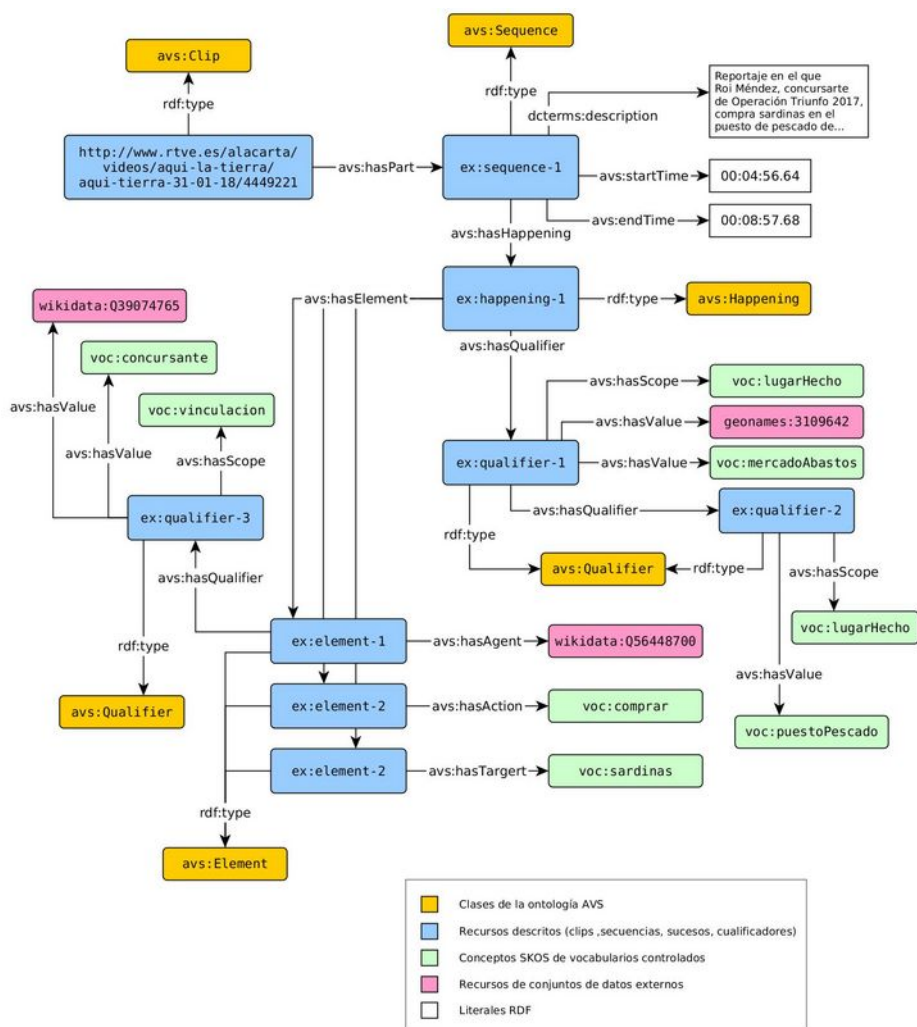 avs:Sequence
avs:Clip
rdf:type
rdf:type
dcterms:description
Reportaje en el que
Roi Méndez, concursarte
de Operación Triunfo 2017,
compra sardinas en el
puesto de pescado de...
http://www.rtve.es/alacarta/
videos/aqui-la-tierra/
aqui-tierra-31-01-18/4449221
avs:hasPart
ex:sequence-1
avs:startTime
00:04:56.64
avs:endTime
00:08:57.68
avs:hasHappening
avs:hasElement
ex:happening-1
rdf:type
avs:Happening
wikidata:Q39074765
avs:hasQualifier
voc:concursante
avs:hasScope
voc:lugarHecho
avs:hasValue
voc:vinculacion
avs:hasValue
geonames:3109642
avs:hasValue
avs:hasScope
ex:qualifier-1
avs:hasValue
voc:mercadoAbastos
ex:qualifier-3
avs:hasQualifier
ex:qualifier-2
rdf:type
avs:hasQualifier
avs:Qualifier
rdf:type
avs:hasScope
voc:lugarHecho
ex:element-1
avs:hasAgent
wikidata:Q56448700
rdf:type
avs:hasValue
avs:Qualifier
ex:element-2
avs:hasAction
voc:comprar
voc:puestoPescado
ex:element-2
avs:hasTargert
voc:sardinas
rdf:type
avs:Element
Clases de la ontología AVS
Recursos descritos (clips ,secuencias, sucesos, cualificadores)
Conceptos SKOS de vocabularios controlados
Recursos de conjuntos de datos externos
Literales RDF